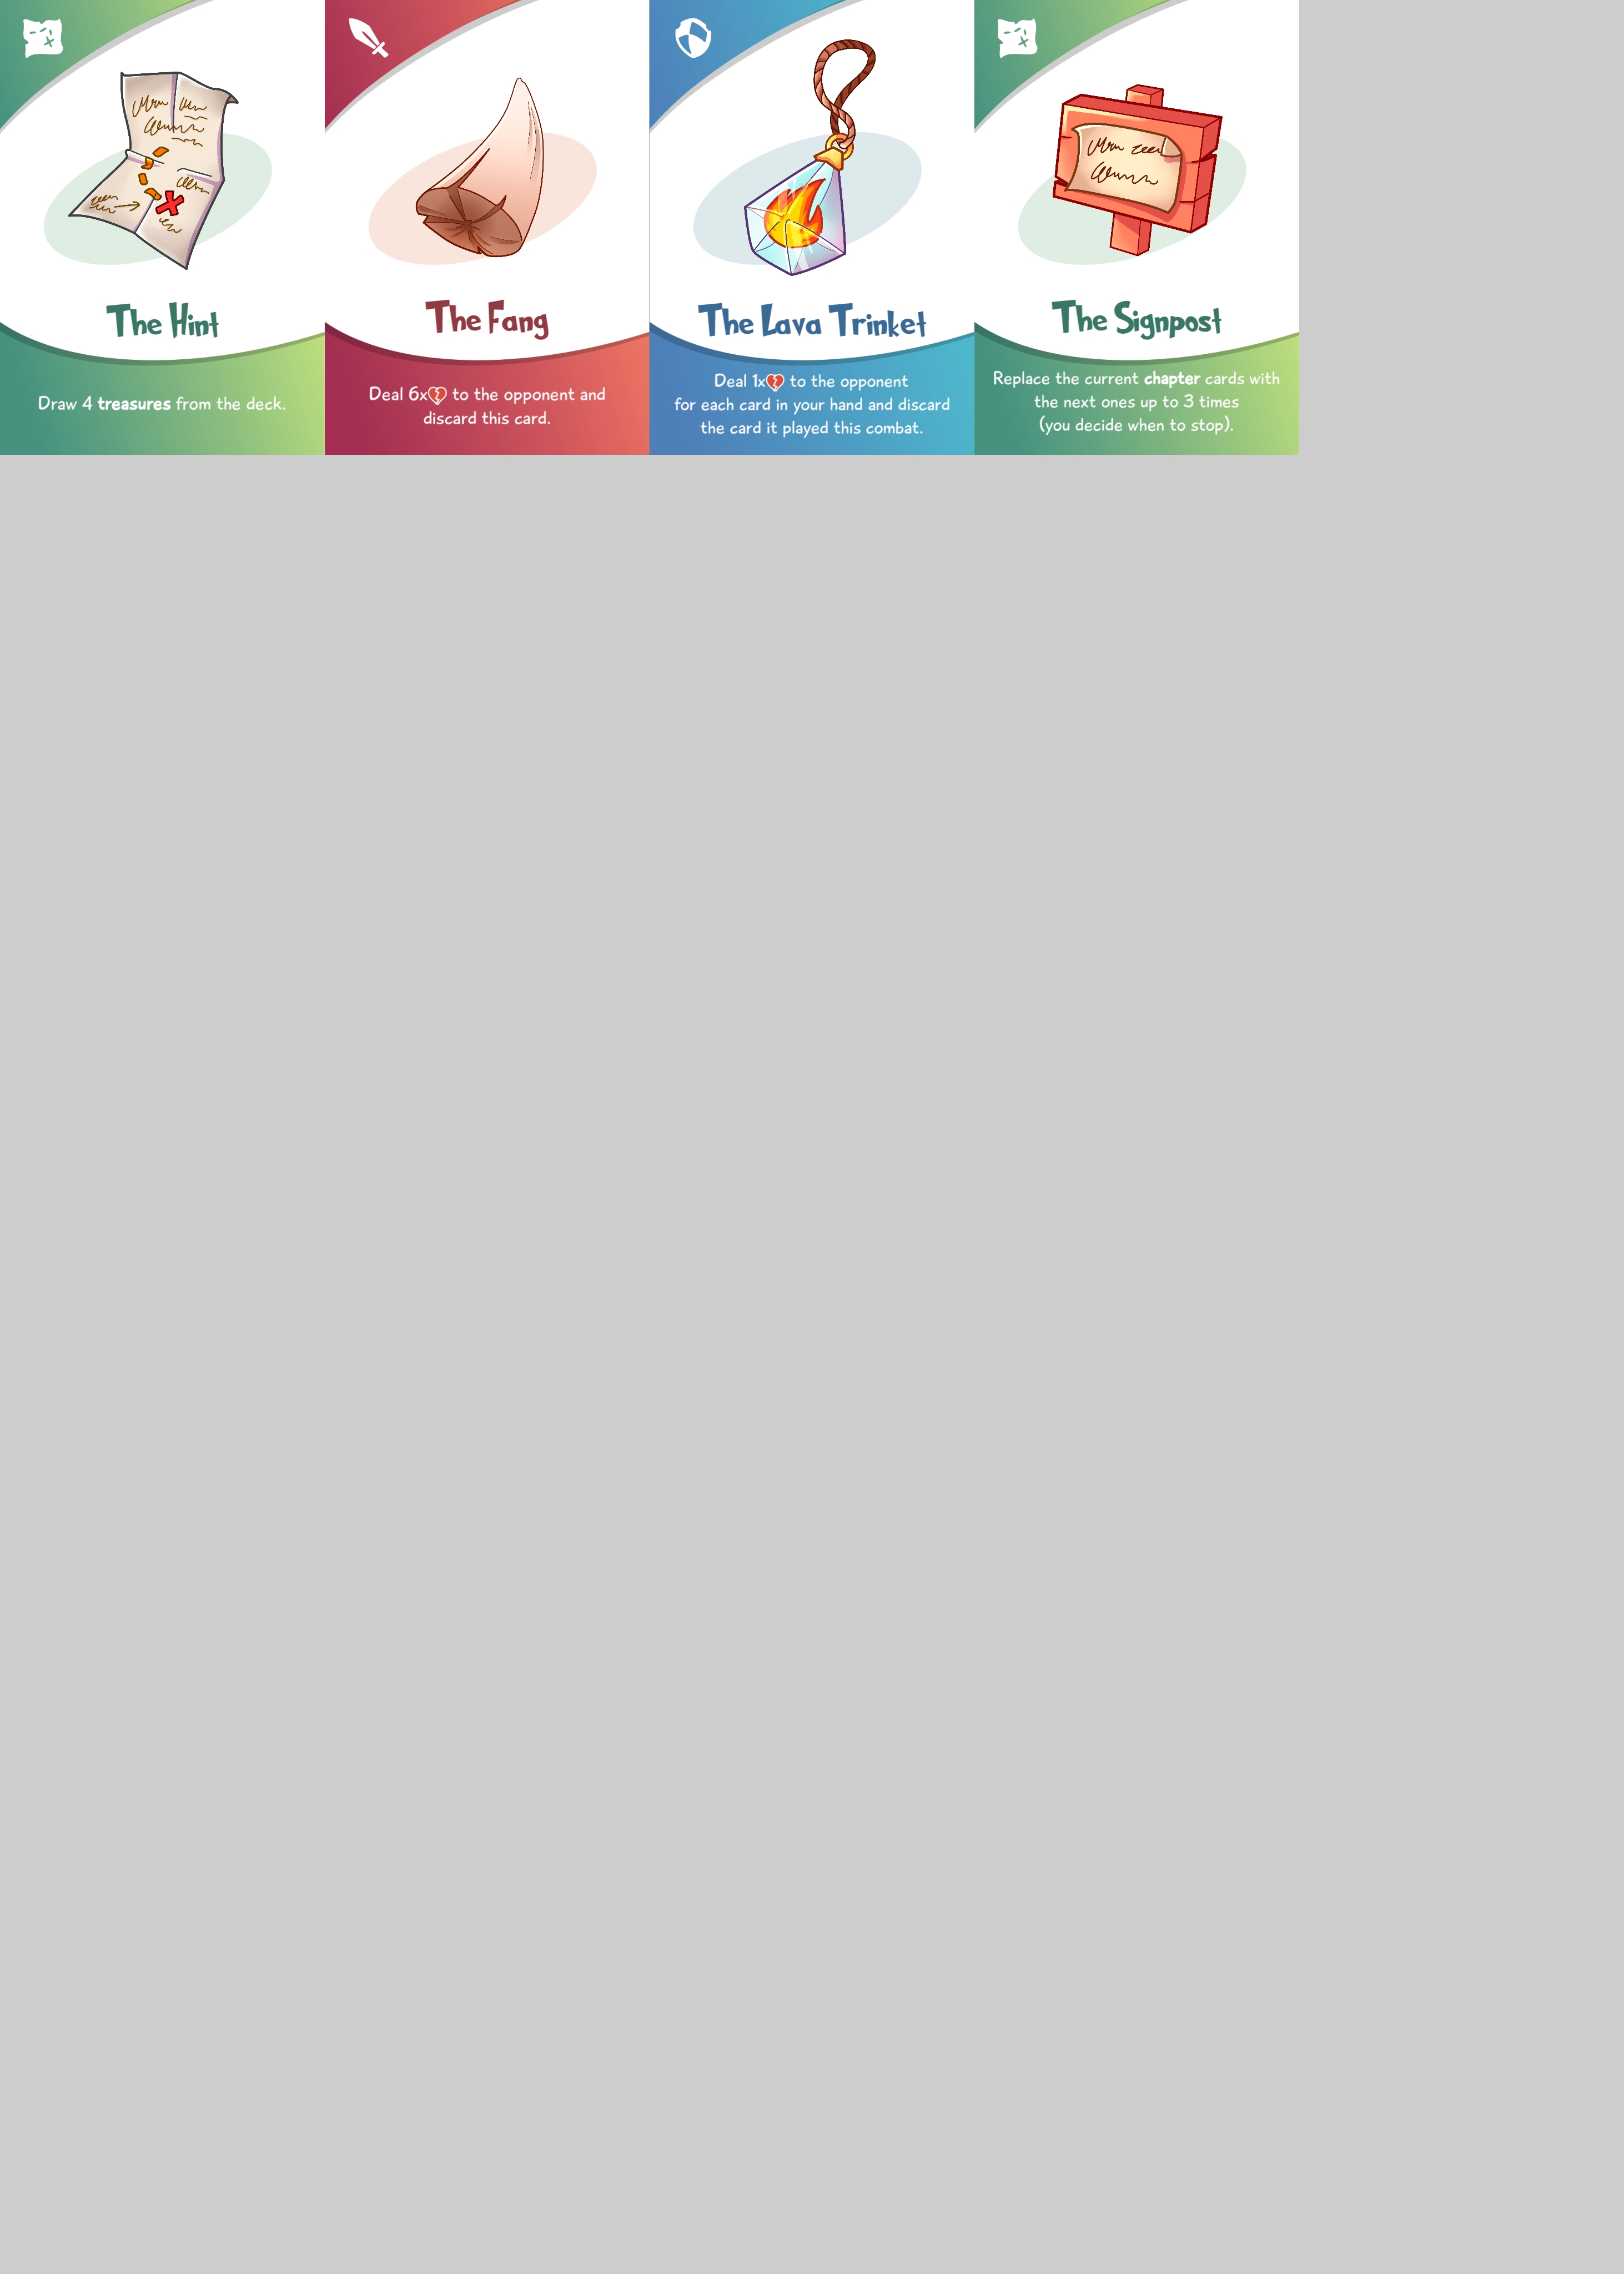 The Hint
Draw 4 treasures from the deck.
The Fang
Deal 6x to the opponent and
discard this card.
The Lava Trinket
Deal 1x to the opponent
for each card in your hand and discard
the card it played this combat.
The Signpost
Replace the current chapter cards with
the next ones up to 3 times
(you decide when to stop).